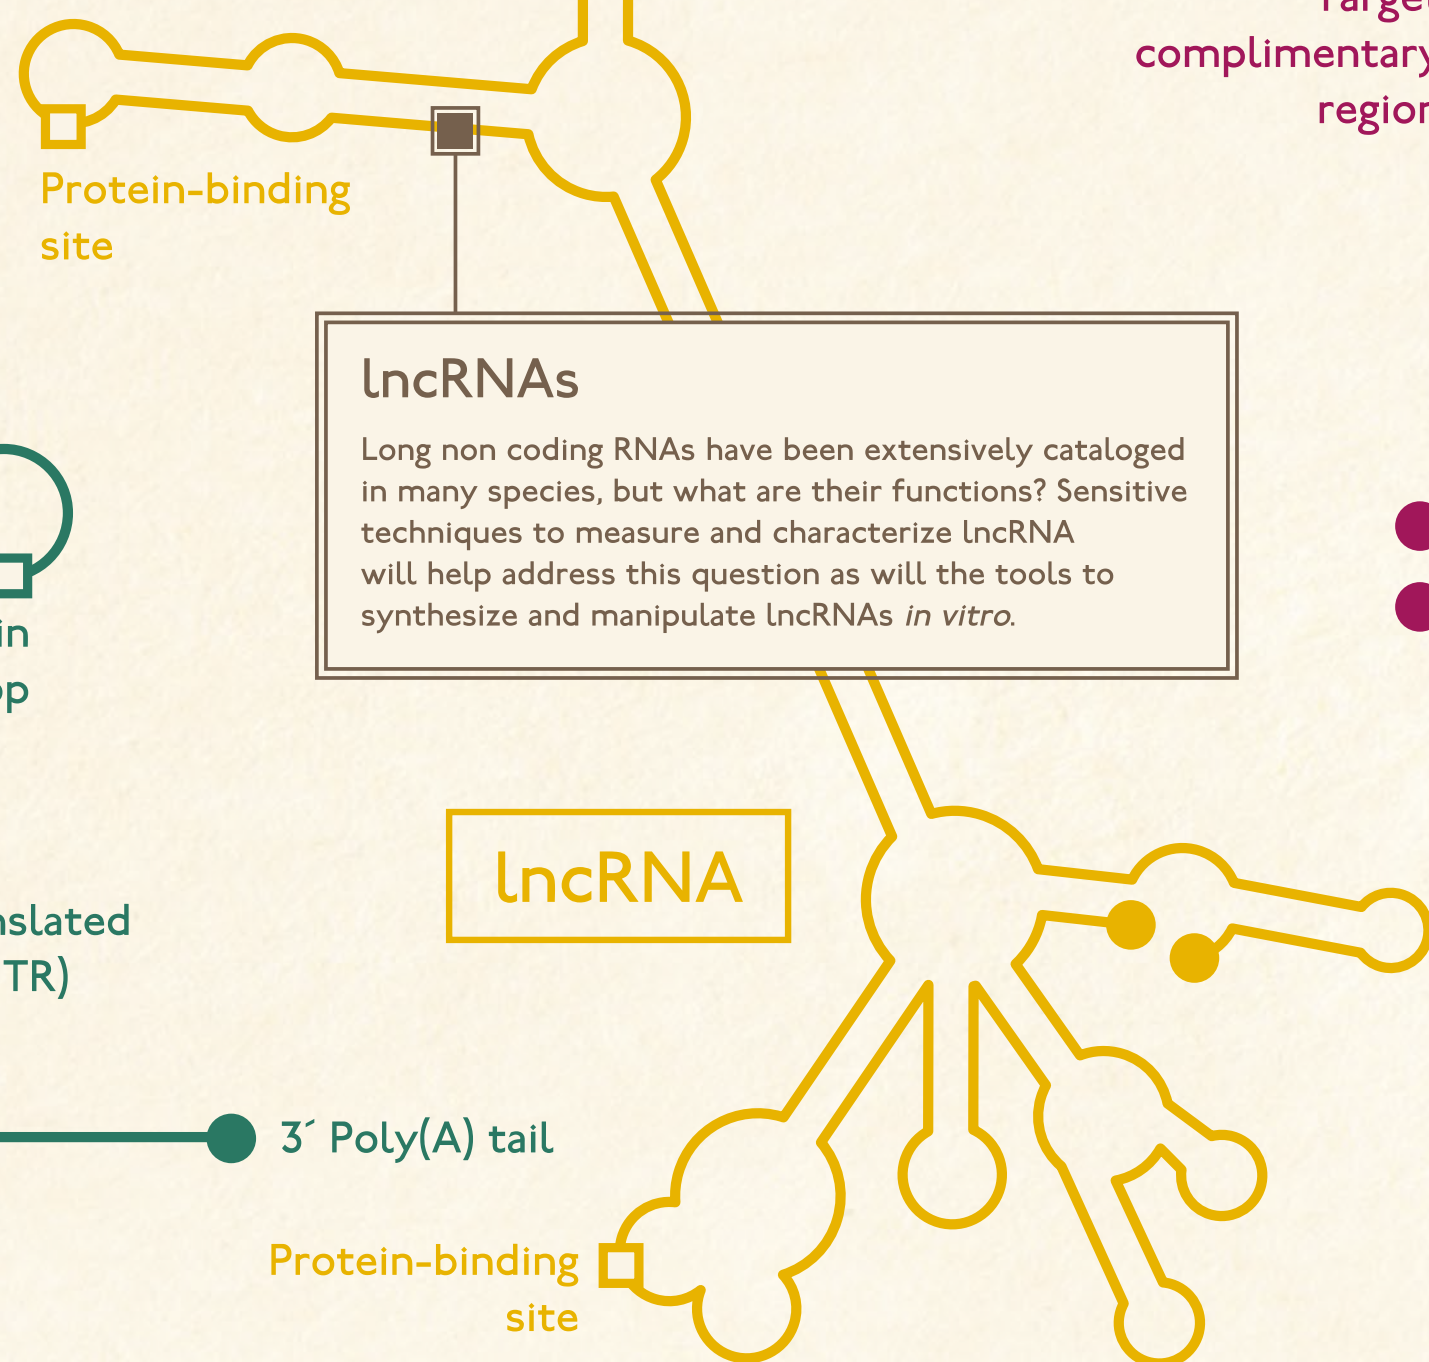 complimentary
Protein-binding
site
lncRNAs
Long non coding RNAs have been extensively cataloged
in many species, but what are their functions? Sensitive
techniques to measure and characterize lncRNA
will help address this question as will the tools to
synthesize and manipulate lncRNAs in vitro.
lncRNA
TR)
3´ Poly(A) tail
Protein-binding
site